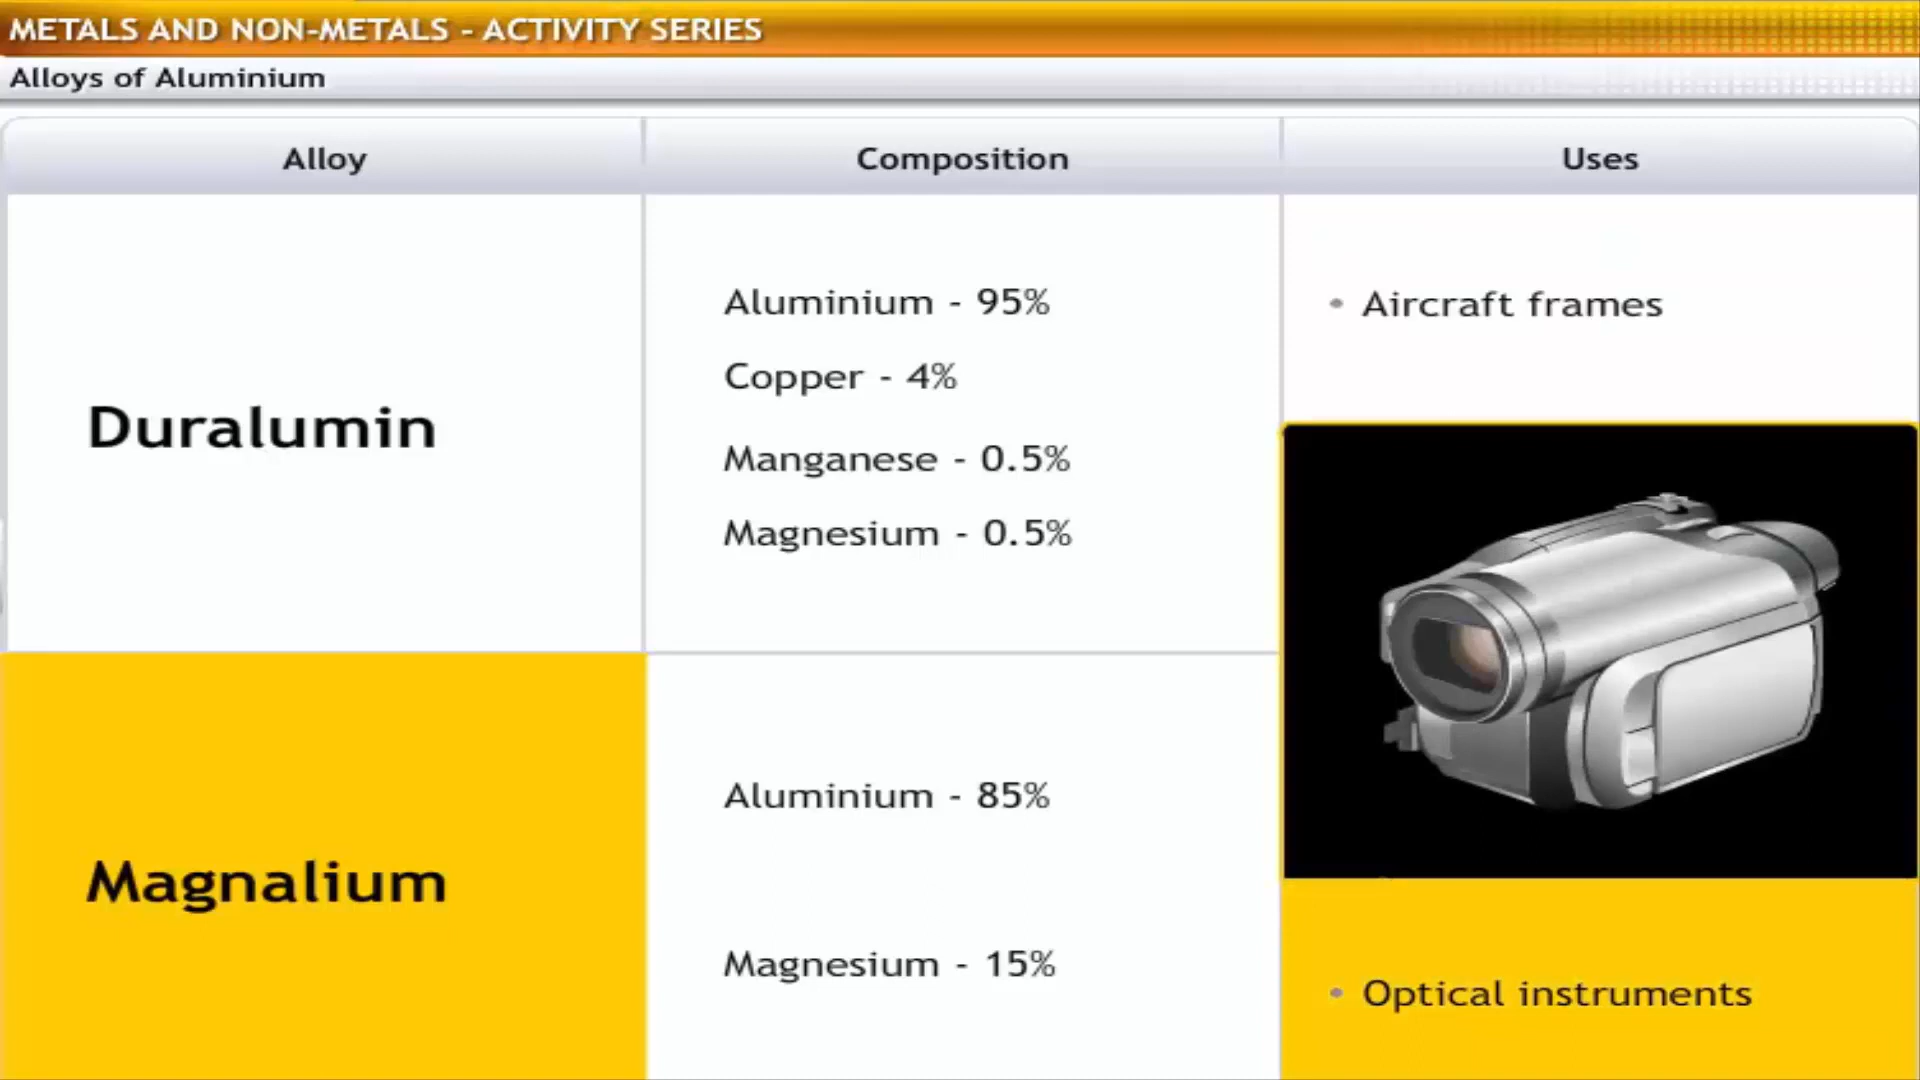 METALS AND NON-METALS - ACTIVITY SERIES
Alloys of Aluminium
Alloy
Composition
Uses
Duralumin
Aluminium - 95%
Copper - 4%
Manganese - 0.5%
Magnesium - 0.5%
• Aircraft frames
Magnalium
Aluminium - 85%
Magnesium - 15%
• Optical instruments